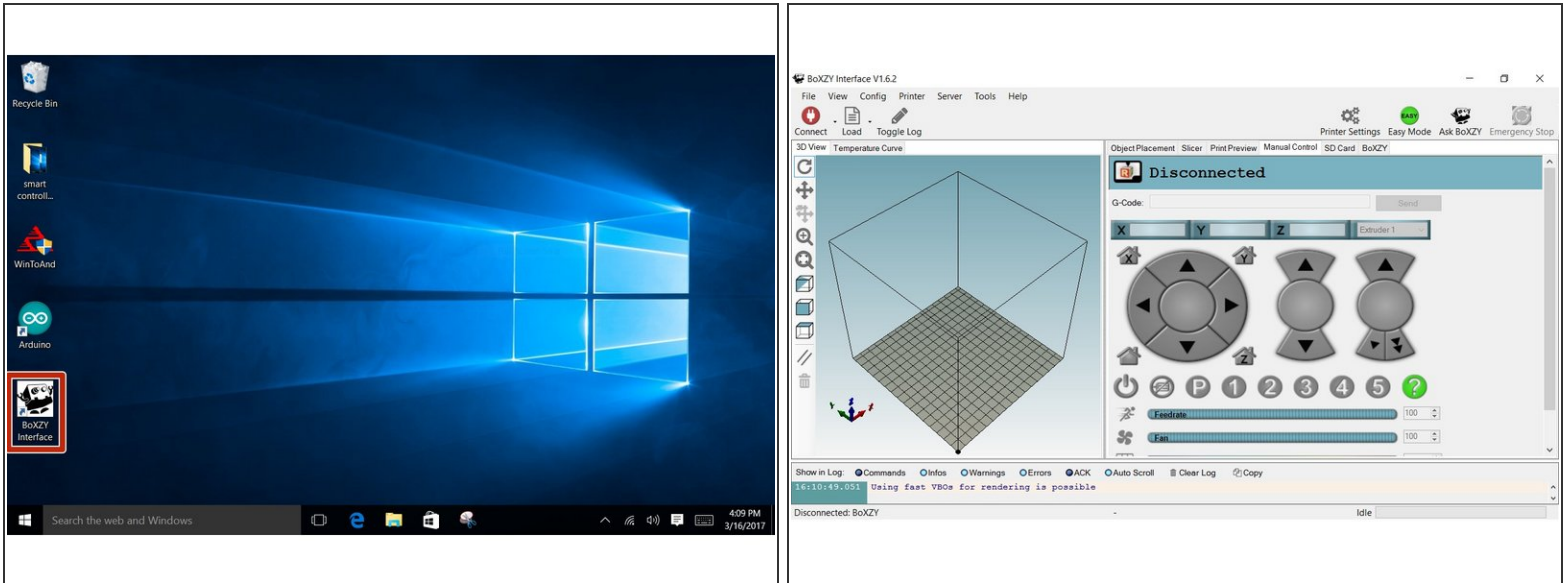 Recycle Bin
smart
controll...
WinToAnd
Arduino
BoXZY
Interface
Search the web and Windows
4:09 PM
3/16/2017
BoXZY Interface V1.6.2
File View Config Printer Server Tools Help
Connect Load Toggle Log
Printer Settings Easy Mode Ask BoXZY Emergency Stop
EASY
3D View Temperature Curve
Object Placement Slicer Print Preview Manual Control SD Card BoXZY
Disconnected
G-Code: Send
X Y Z Extruder 1
X Y
Z
P 1 2 3 4 5 ?
Feedrate 100
Fan 100
Show in Log: Commands Infos Warnings Errors ACK Auto Scroll Clear Log Copy
16:10:49.051 Using fast VBOs for rendering is possible
Disconnected: BoXZY - Idle